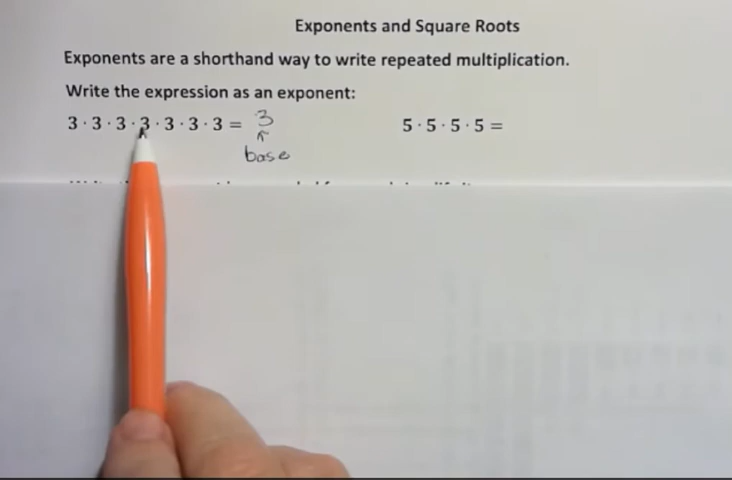 Exponents and Square Roots
Exponents are a shorthand way to write repeated multiplication.
Write the expression as an exponent:
3 · 3 · 3 · 3 · 3 · 3 · 3 = 3
5 · 5 · 5 · 5 =
base